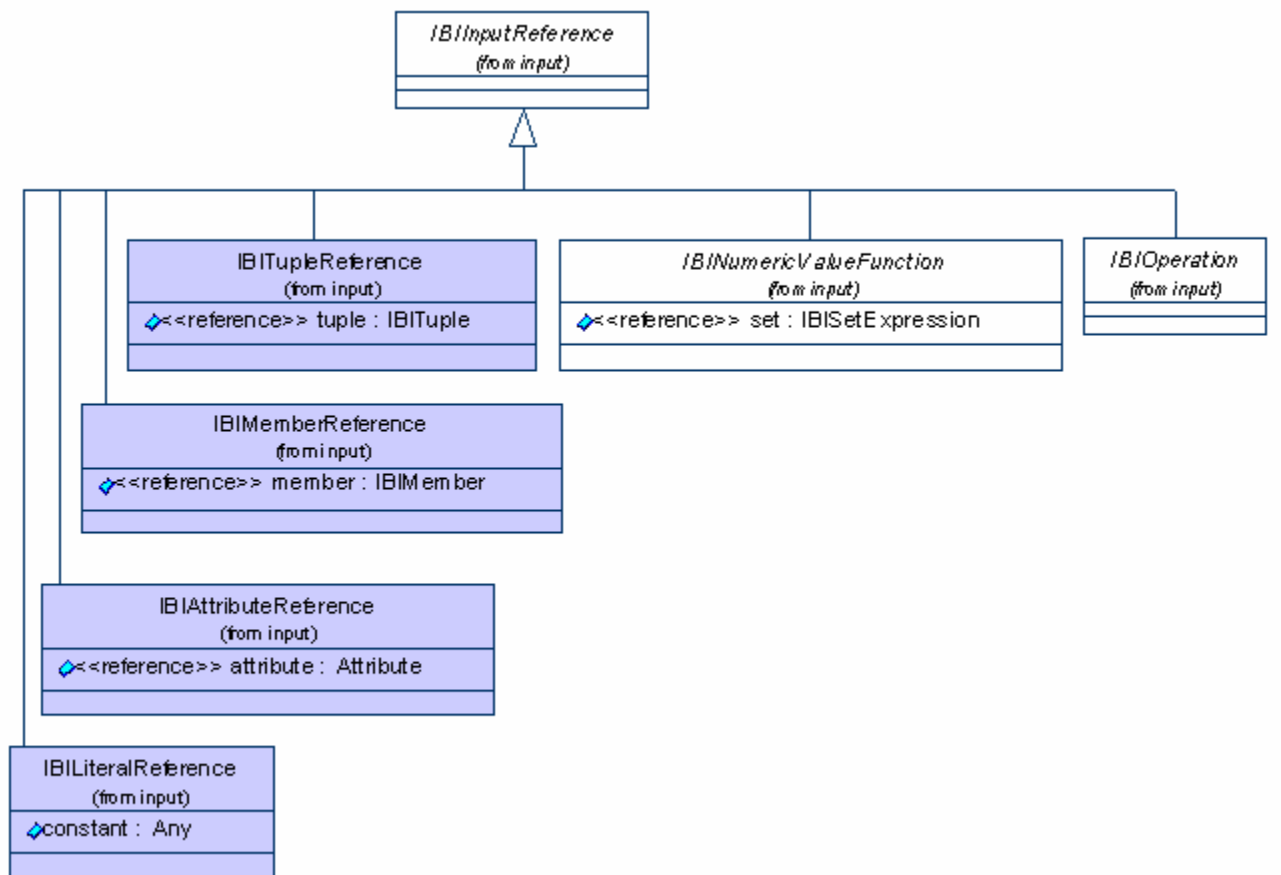 IBIInputReference
(from input)
IBITupleReference
(from input)
<<reference>> tuple : IBITuple
IBINumericValueFunction
(from input)
<<reference>> set : IBISetExpression
IBIOperation
(from input)
IBIMemberReference
(from input)
<<reference>> member : IBIMember
IBIAttributeReference
(from input)
<<reference>> attribute : Attribute
IBILiteralReference
(from input)
constant : Any